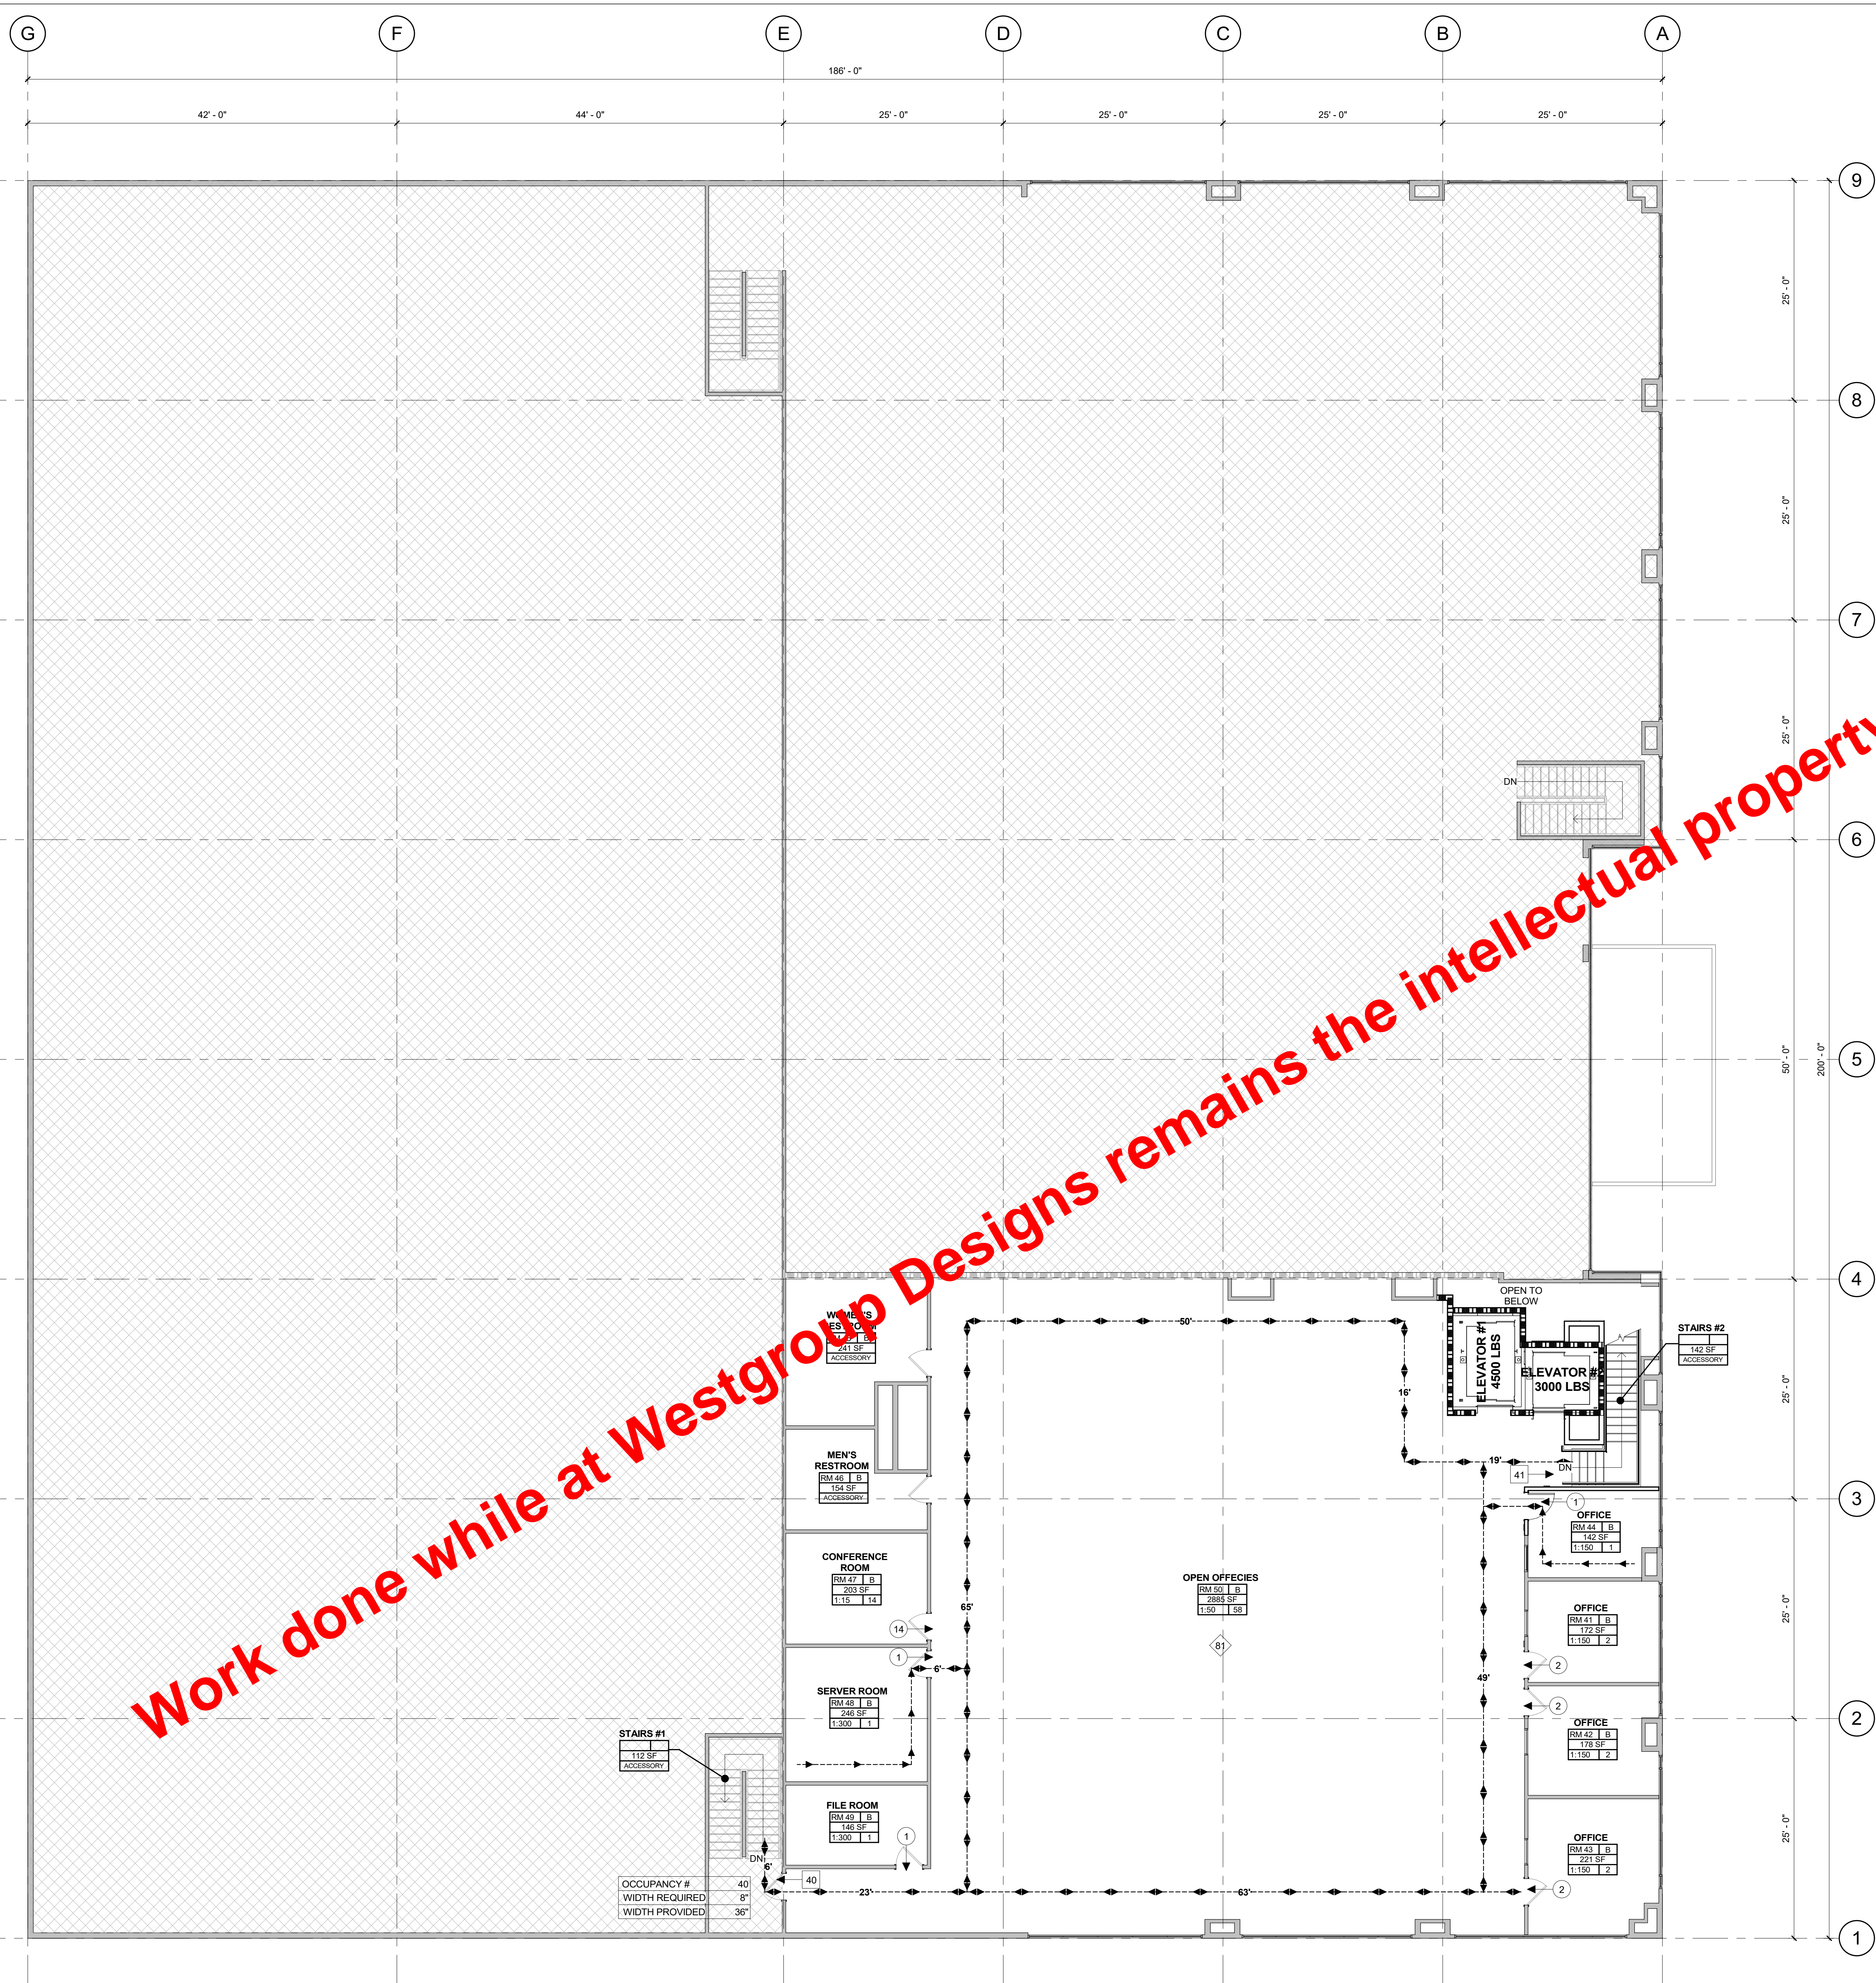 G
F
E
D
C
B
A
186' - 0"
42' - 0"
44' - 0"
25' - 0"
25' - 0"
25' - 0"
25' - 0"
9
25' - 0"
8
25' - 0"
7
25' - 0"
DN
6
50' - 0"
200' - 0"
5
4
Work done while at Westgroup Designs remains the intellectual property
OPEN TO
BELOW
WOMEN'S
RESTROOM
B
241 SF
ACCESSORY
50'
16'
ELEVATOR #1
4500 LBS
ELEVATOR #
3000 LBS
STAIRS #2
142 SF
ACCESSORY
25' - 0"
MEN'S
RESTROOM
RM 46 B
154 SF
ACCESSORY
19'
41
DN
3
1
OFFICE
RM 44 B
142 SF
1:150 1
CONFERENCE
ROOM
RM 47 B
203 SF
1:15 14
14
65'
OPEN OFFECIES
RM 50 B
2885 SF
1:50 58
81
OFFICE
RM 41 B
172 SF
1:150 2
2
25' - 0"
1
6'
49'
SERVER ROOM
RM 48 B
246 SF
1:300 1
2
OFFICE
RM 42 B
178 SF
1:150 2
2
STAIRS #1
112 SF
ACCESSORY
FILE ROOM
RM 49 B
146 SF
1:300 1
1
OFFICE
RM 43 B
221 SF
1:150 2
2
25' - 0"
DN
6'
40
23'
63'
OCCUPANCY # 40
WIDTH REQUIRED 8"
WIDTH PROVIDED 36"
1